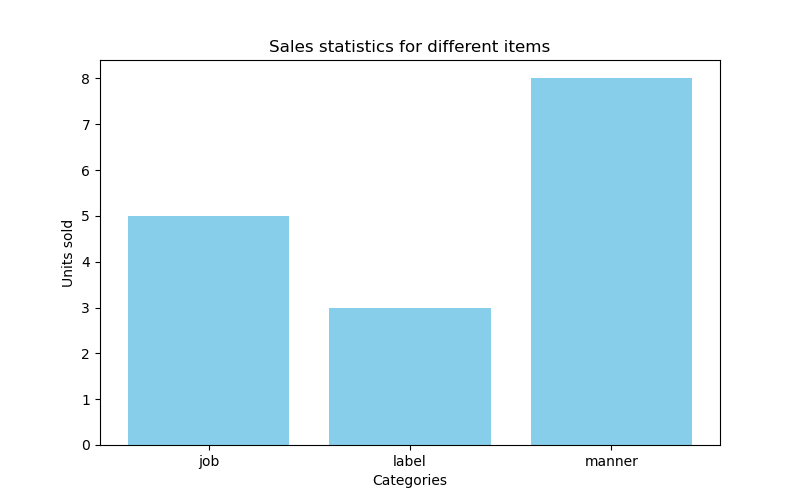 Sales statistics for different items
Units sold
8
7
6
5
4
3
2
1
0
job label manner
Categories